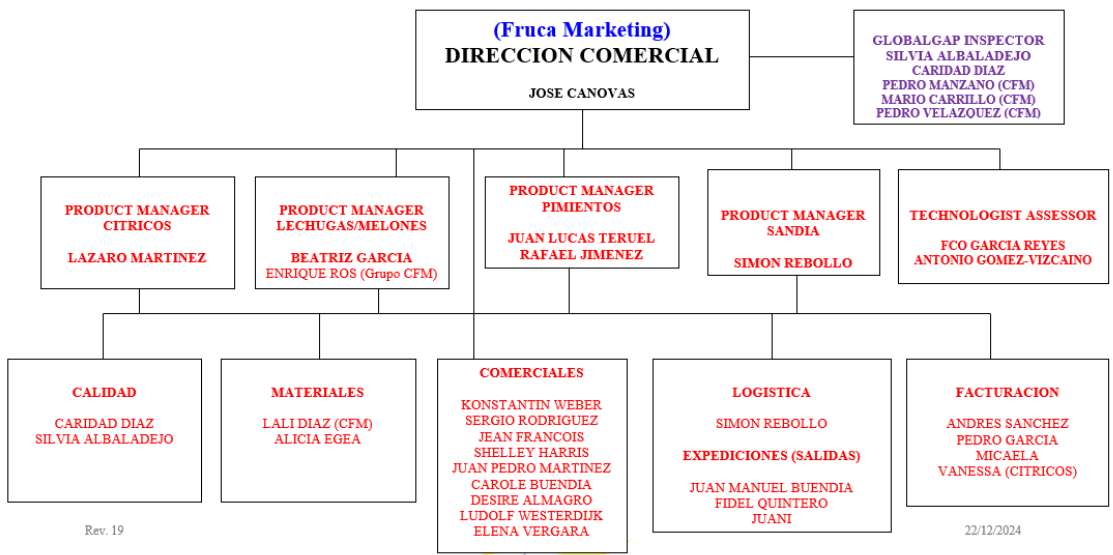 (Fruca Marketing)
DIRECCION COMERCIAL
JOSE CANOVAS
GLOBALGAP INSPECTOR
SILVIA ALBALADEJO
CARIDAD DIAZ
PEDRO MANZANO (CFM)
MARIO CARRILLO (CFM)
PEDRO VELAZQUEZ (CFM)
PRODUCT MANAGER
CITRICOS
LAZARO MARTINEZ
PRODUCT MANAGER
LECHUGAS/MELONES
BEATRIZ GARCIA
ENRIQUE ROS (Grupo CFM)
PRODUCT MANAGER
PIMIENTOS
JUAN LUCAS TERUEL
RAFAEL JIMENEZ
PRODUCT MANAGER
SANDIA
SIMON REBOLLO
TECHNOLOGIST ASSESSOR
FCO GARCIA REYES
ANTONIO GOMEZ-VIZCAINO
CALIDAD
CARIDAD DIAZ
SILVIA ALBALADEJO
MATERIALES
LALI DIAZ (CFM)
ALICIA EGEA
COMERCIALES
KONSTANTIN WEBER
SERGIO RODRIGUEZ
JEAN FRANCOIS
SHELLEY HARRIS
JUAN PEDRO MARTINEZ
CAROLE BUENDIA
DESIRE ALMAGRO
LUDOLF WESTERDIJK
ELENA VERGARA
LOGISTICA
SIMON REBOLLO
EXPEDICIONES (SALIDAS)
JUAN MANUEL BUENDIA
FIDEL QUINTERO
JUANI
FACTURACION
ANDRES SANCHEZ
PEDRO GARCIA
MICAELA
VANESSA (CITRICOS)
Rev. 19
22/12/2024